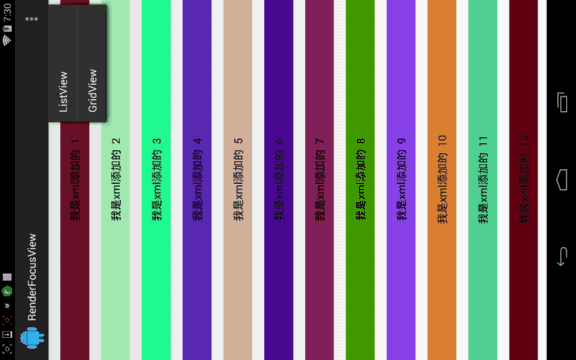 7:30
RenderFocusView
ListView
GridView
我是xml添加的 1
我是xml添加的 2
我是xml添加的 3
我是xml添加的 4
我是xml添加的 5
我是xml添加的 6
我是xml添加的 7
我是xml添加的 8
我是xml添加的 9
我是xml添加的 10
我是xml添加的 11
我是xml添加的 12